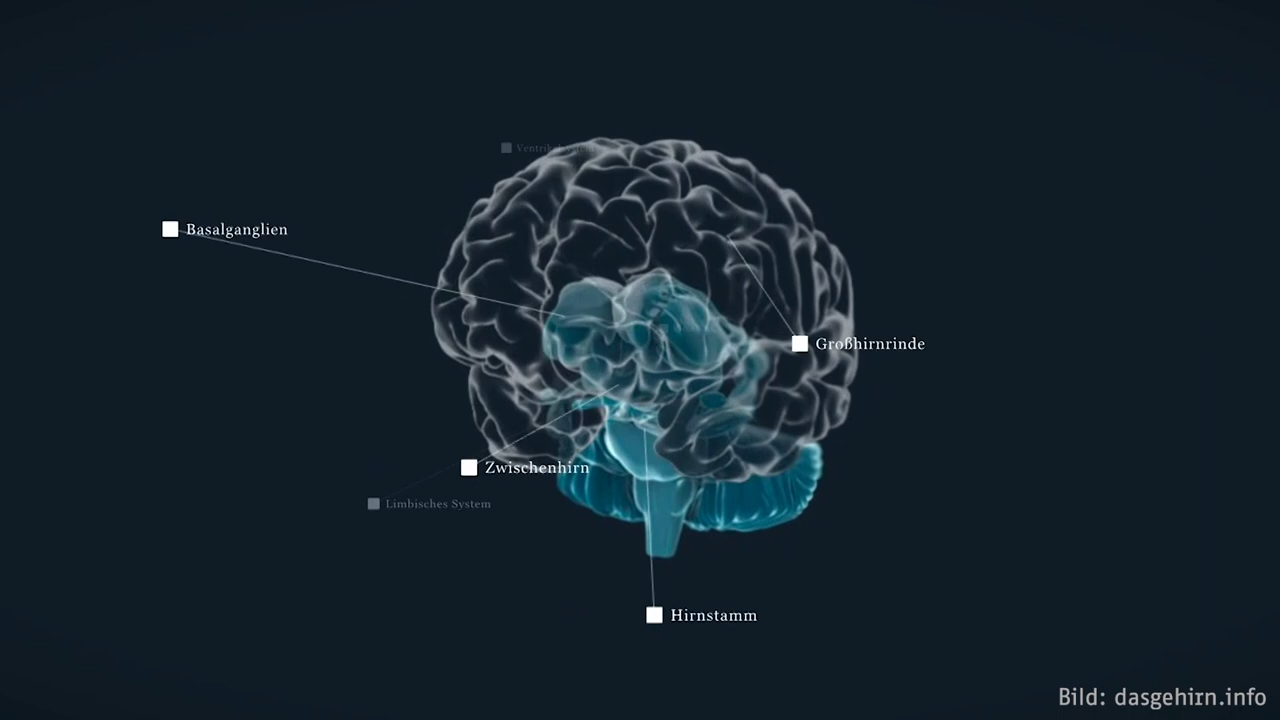 Basalganglien
Großhirnrinde
Zwischenhirn
Limbisches System
Hirnstamm
Bild: dasgehirn.info